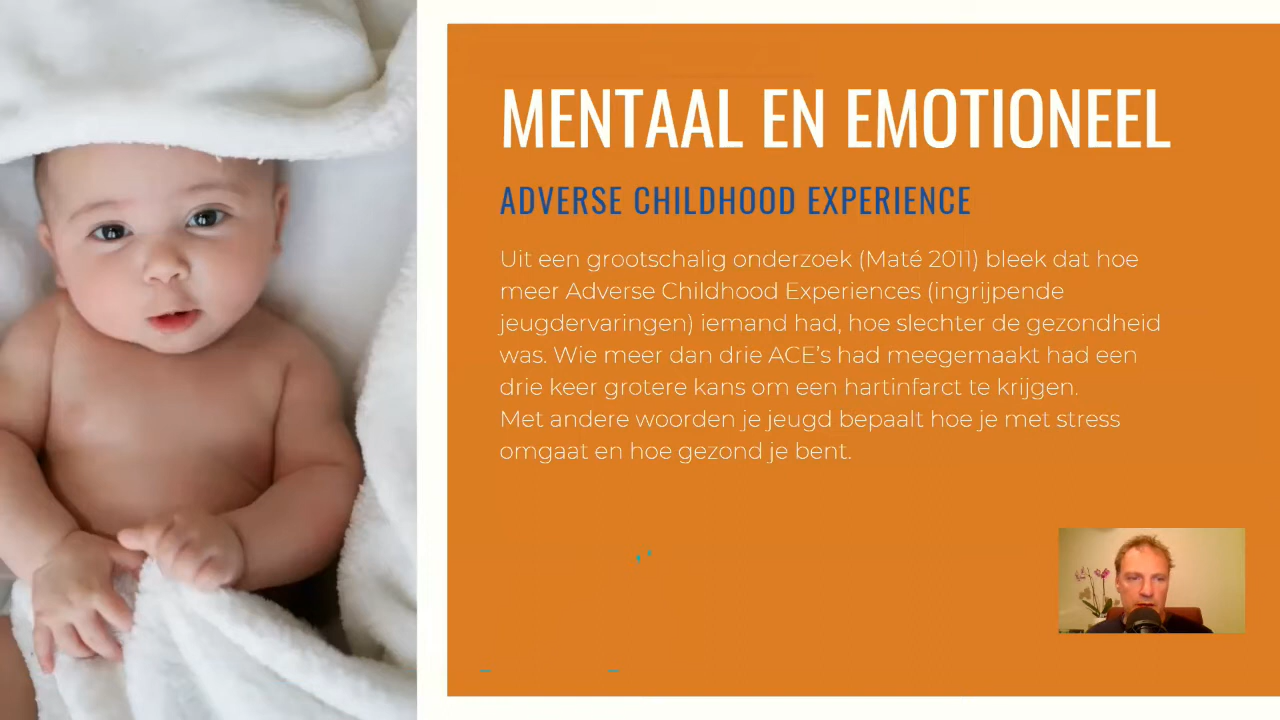 MENTAAL EN EMOTIONEEL
ADVERSE CHILDHOOD EXPERIENCE
Uit een grootschalig onderzoek (Maté 2011) bleek dat hoe
meer Adverse Childhood Experiences (ingrijpende
jeugdervaringen) iemand had, hoe slechter de gezondheid
was. Wie meer dan drie ACE's had meegemaakt had een
drie keer grotere kans om een hartinfarct te krijgen.
Met andere woorden je jeugd bepaalt hoe je met stress
omgaat en hoe gezond je bent.